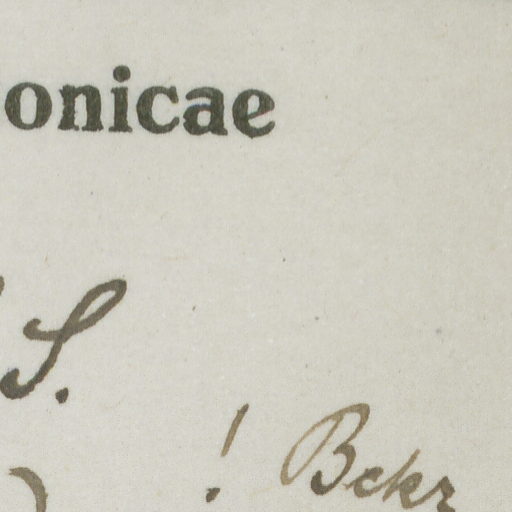 onicae
S.
! Bckr